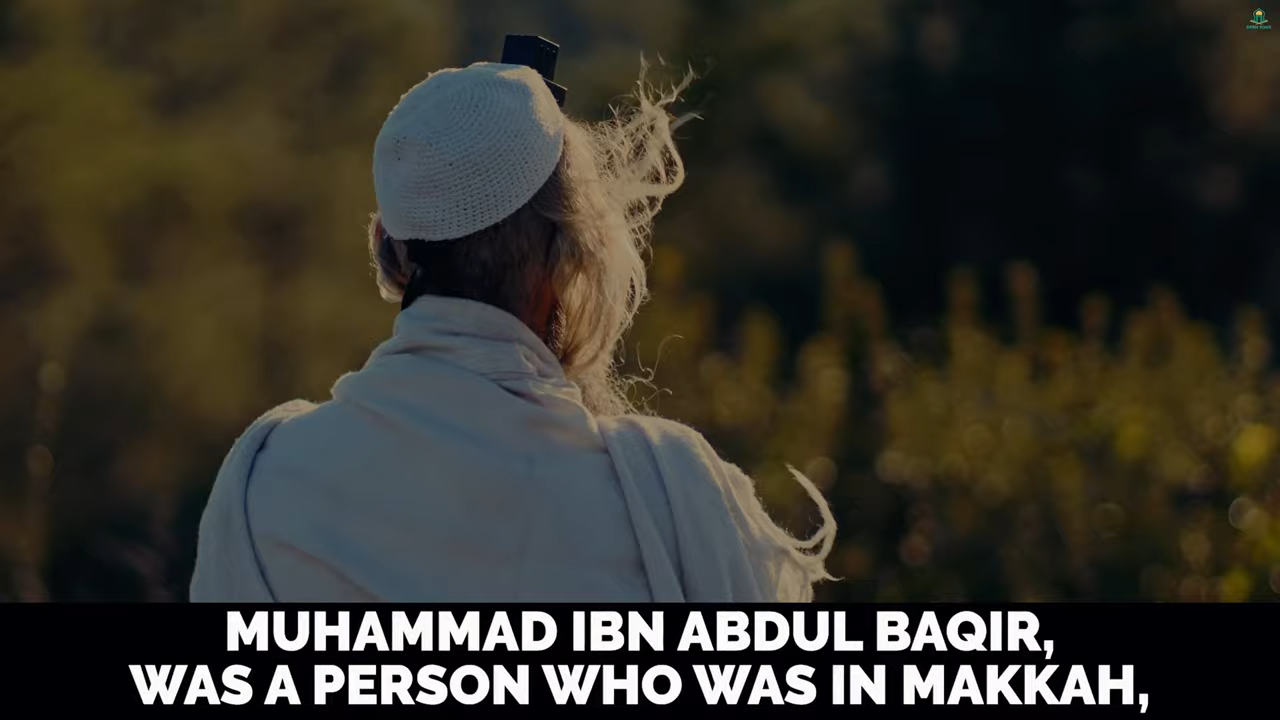 MUHAMMAD IBN ABDUL BAQIR,
WAS A PERSON WHO WAS IN MAKKAH,